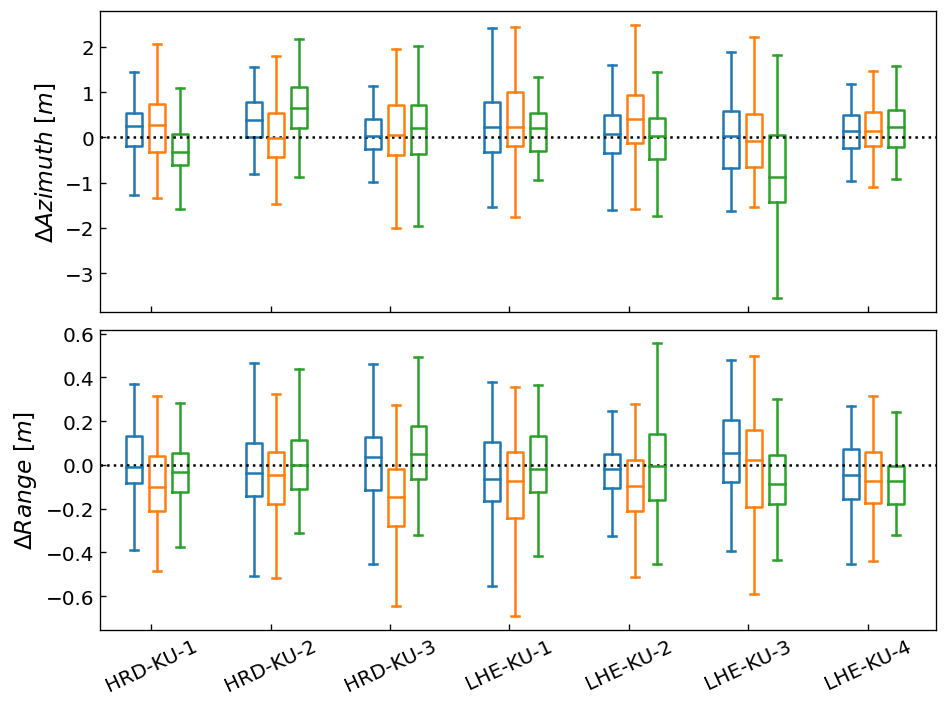 ΔAzimuth [m]
2
1
0
−1
−2
−3
ΔRange [m]
0.6
0.4
0.2
0.0
−0.2
−0.4
−0.6
HRD-KU-1
HRD-KU-2
HRD-KU-3
LHE-KU-1
LHE-KU-2
LHE-KU-3
LHE-KU-4